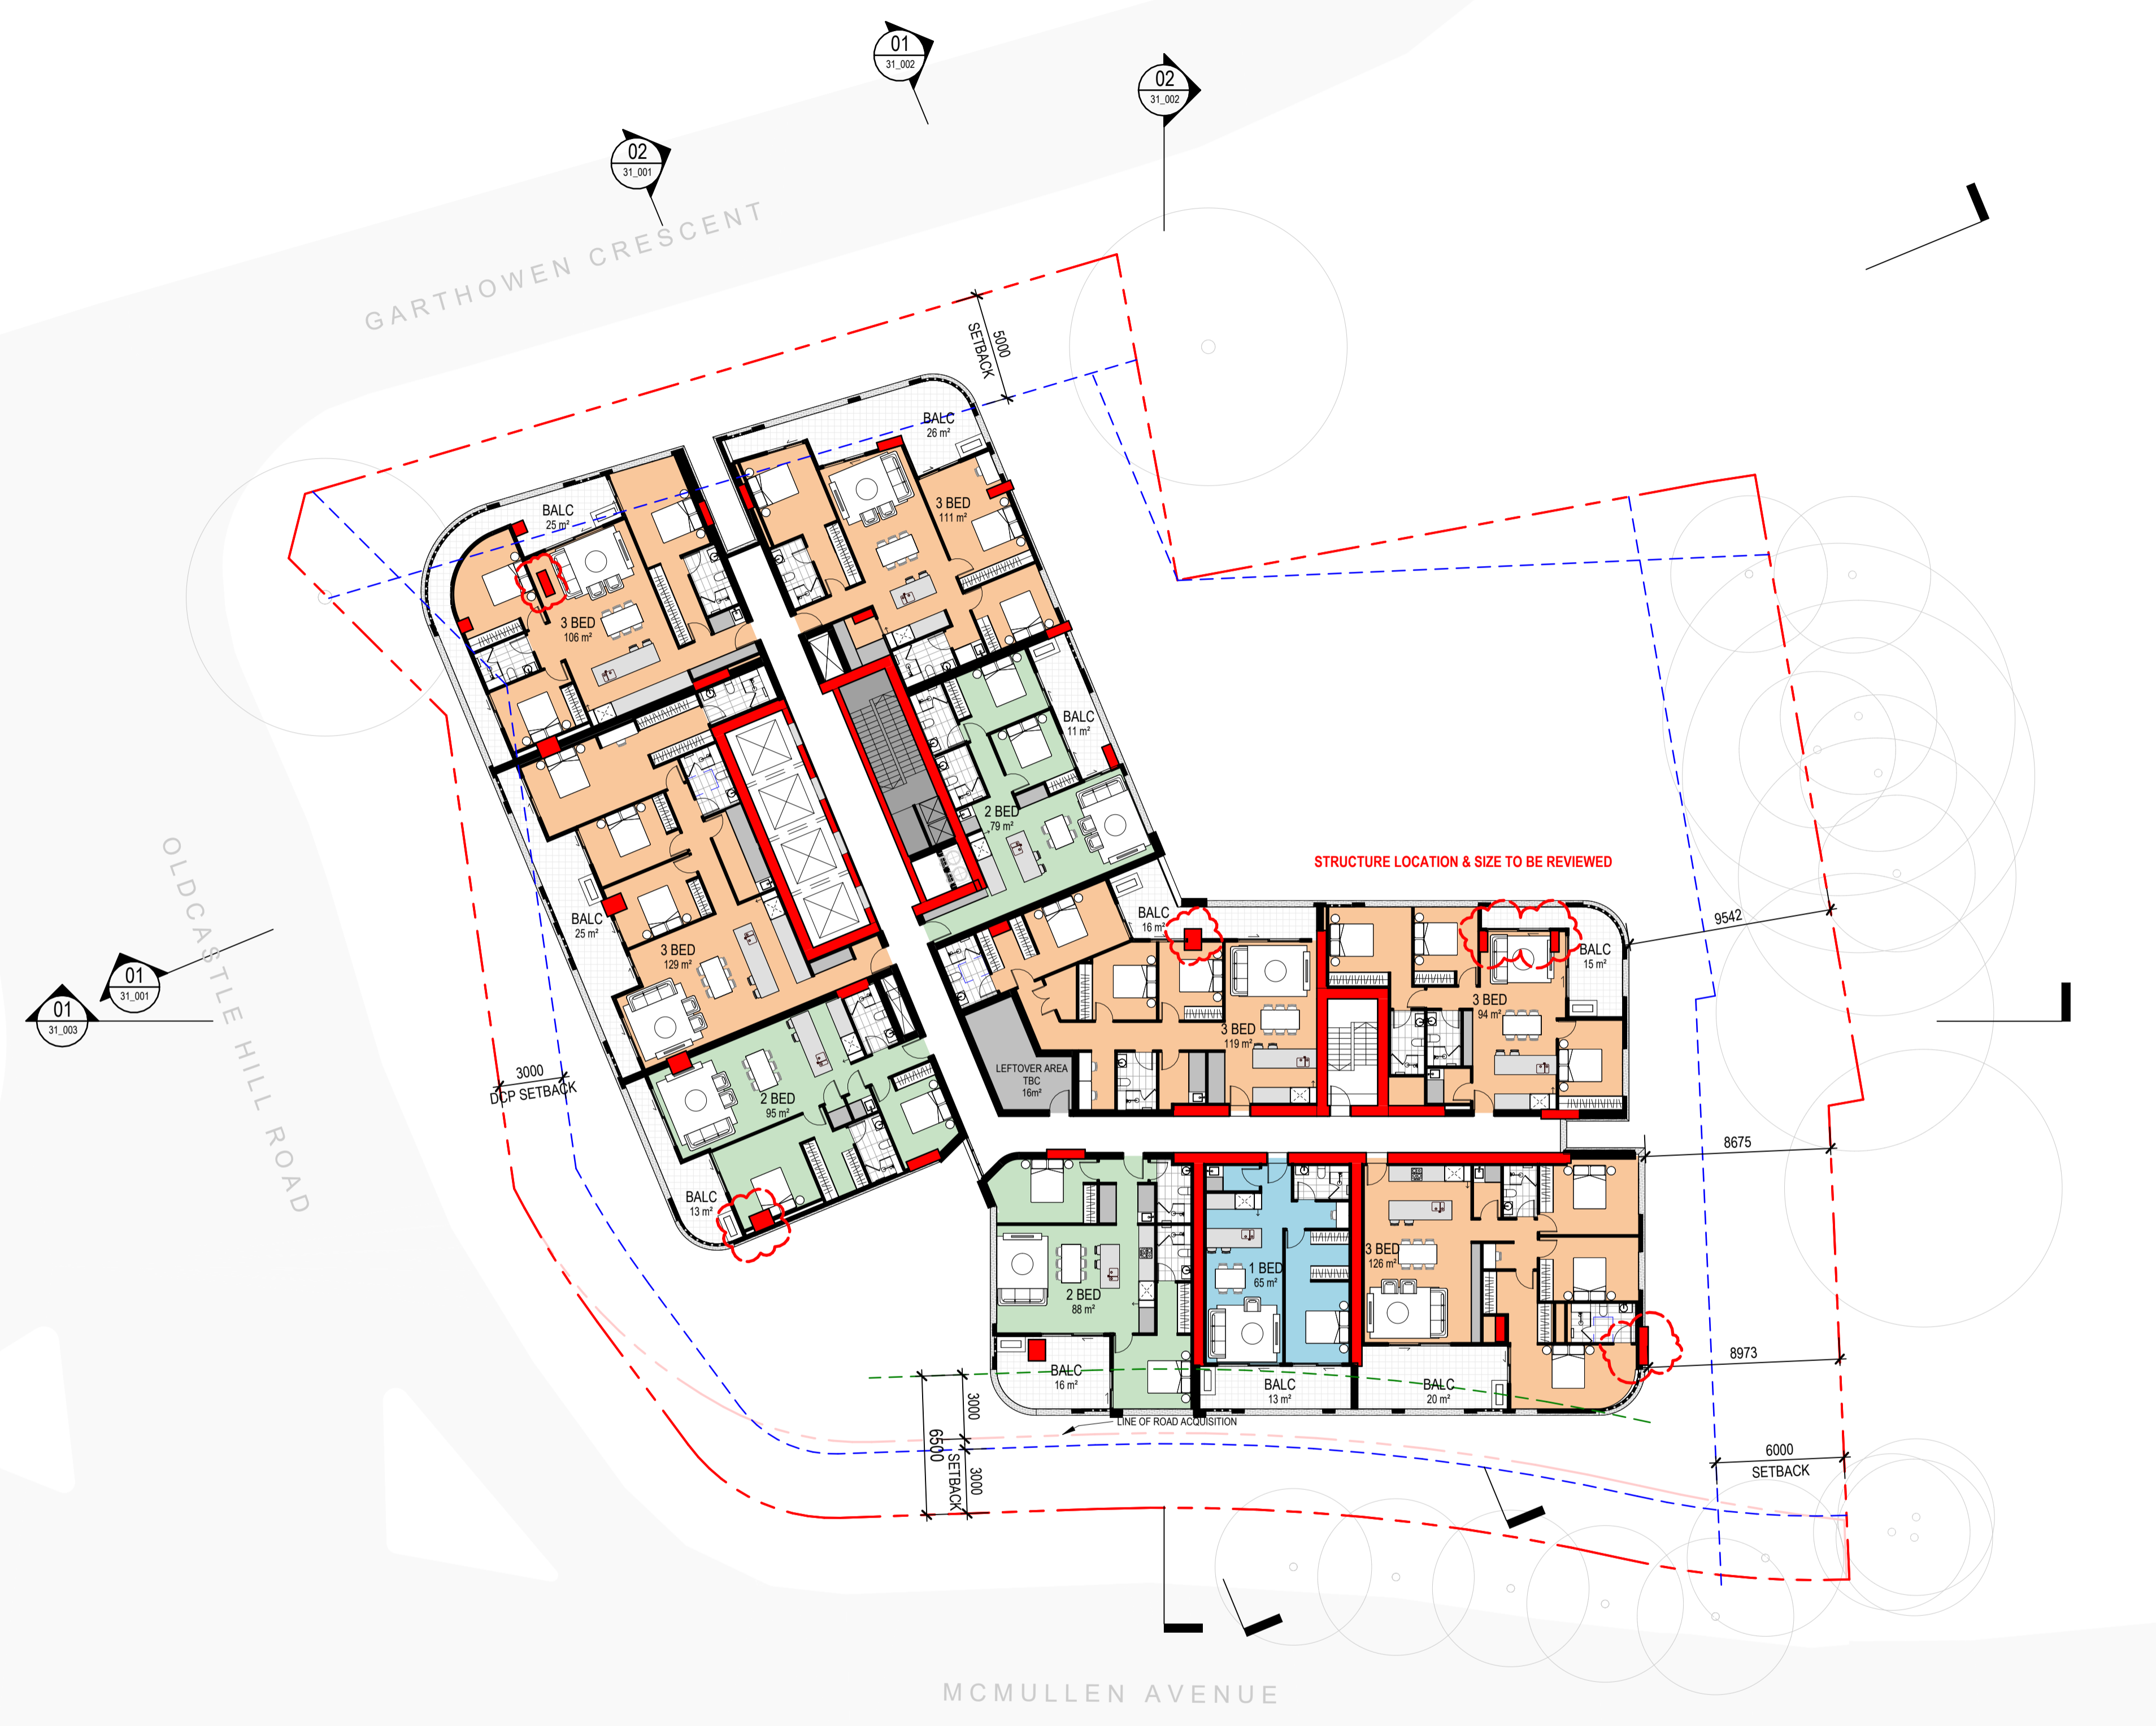 01
31_002
02
31_002
02
31_001
GARTHOWEN CRESCENT
5000
SETBACK
BALC
26 m²
3 BED
111 m²
BALC
25 m²
3 BED
106 m²
BALC
11 m²
2 BED
79 m²
STRUCTURE LOCATION & SIZE TO BE REVIEWED
OLDCASTLE HILL ROAD
BALC
25 m²
3 BED
129 m²
BALC
16 m²
9542
BALC
15 m²
3 BED
94 m²
3 BED
119 m²
01
31_001
01
31_003
3000
DCP SETBACK
LEFTOVER AREA
TBC
16m²
2 BED
95 m²
8675
BALC
13 m²
3 BED
126 m²
1 BED
65 m²
2 BED
88 m²
8973
BALC
16 m²
BALC
13 m²
BALC
20 m²
LINE OF ROAD ACQUISITION
3000
6500
SETBACK
3000
6000
SETBACK
MCMULLEN AVENUE